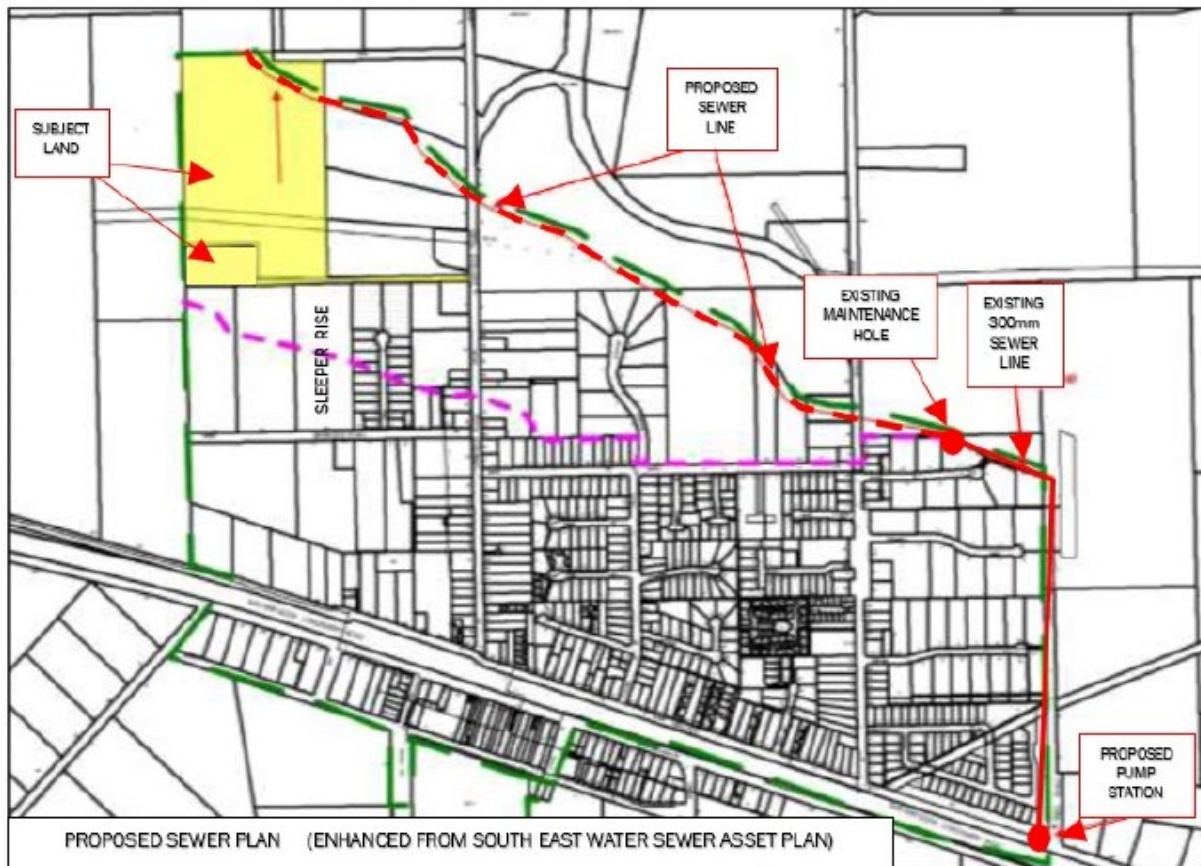 SUBJECT
LAND
PROPOSED
SEWER
LINE
EXISTING
MAINTENANCE
HOLE
EXISTING
300mm
SEWER
LINE
SLEEPER RISE
PROPOSED
PUMP
STATION
PROPOSED SEWER PLAN (ENHANCED FROM SOUTH EAST WATER SEWER ASSET PLAN)